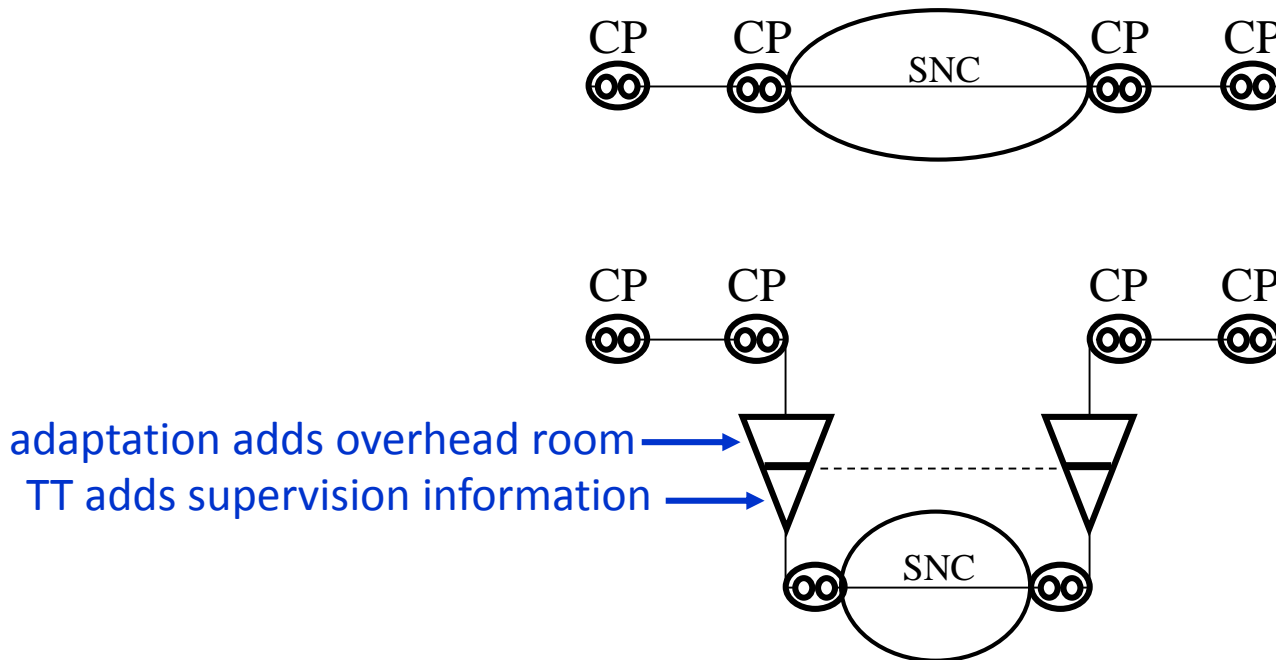 CP CP CP CP
SNC
CP CP CP CP
adaptation adds overhead room
TT adds supervision information
SNC